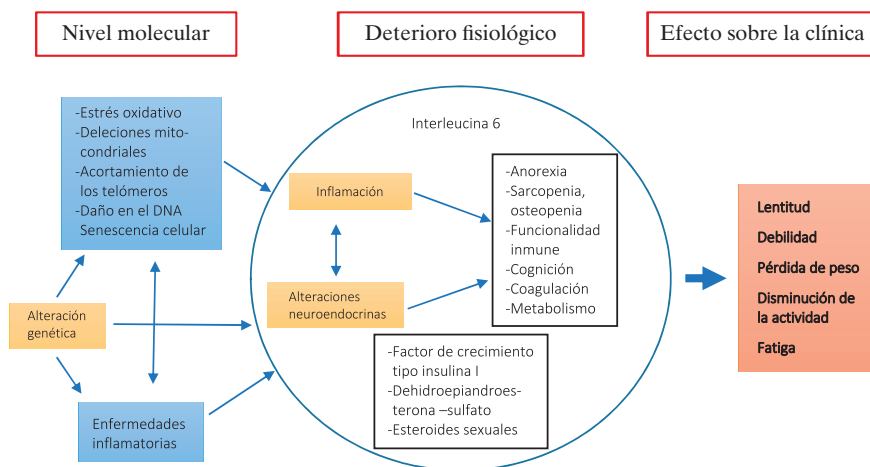 Nivel molecular
Deterioro fisiológico
Efecto sobre la clínica
-Estrés oxidativo
-Deleciones mito-
condriales
-Acortamiento de
los telómeros
-Daño en el DNA
Senescencia celular
Alteración
genética
Enfermedades
inflamatorias
Interleucina 6
Inflamación
Alteraciones
neuroendocrinas
-Anorexia
-Sarcopenia,
osteopenia
-Funcionalidad
inmune
-Cognición
-Coagulación
-Metabolismo
-Factor de crecimiento
tipo insulina I
-Dehidroepiandroes-
terona –sulfato
-Esteroides sexuales
Lentitud
Debilidad
Pérdida de peso
Disminución de
la actividad
Fatiga